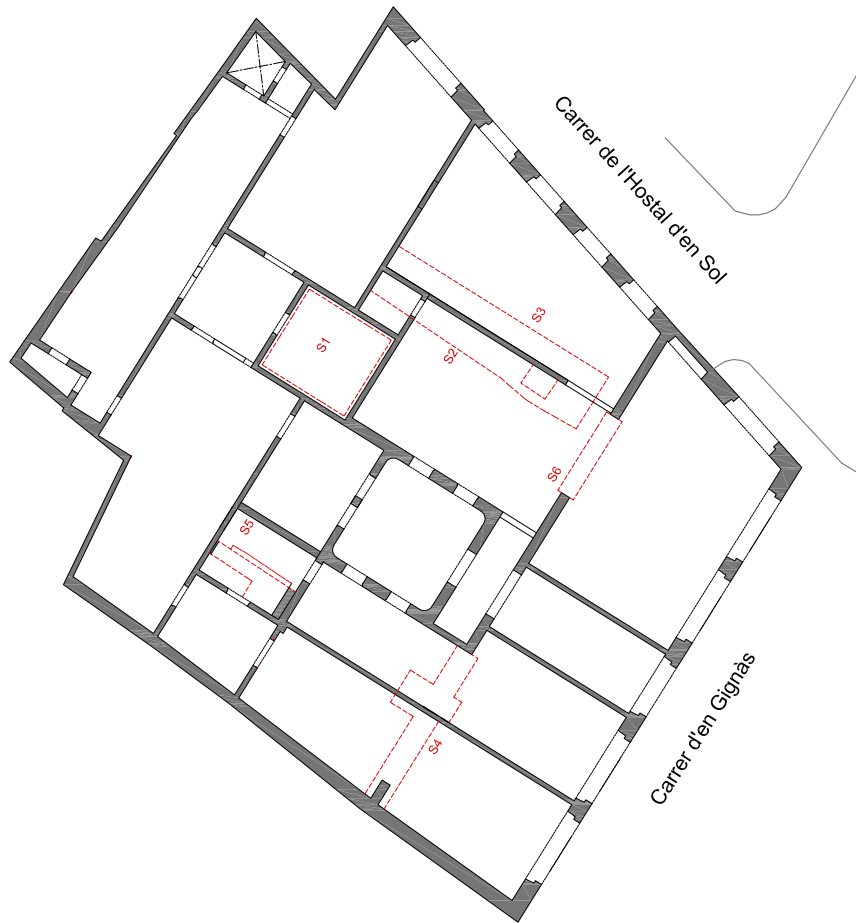 Carrer de l'Hostal d'en Sol
S3
S1
S2
S6
S5
S4
Carrer d'en Gignàs